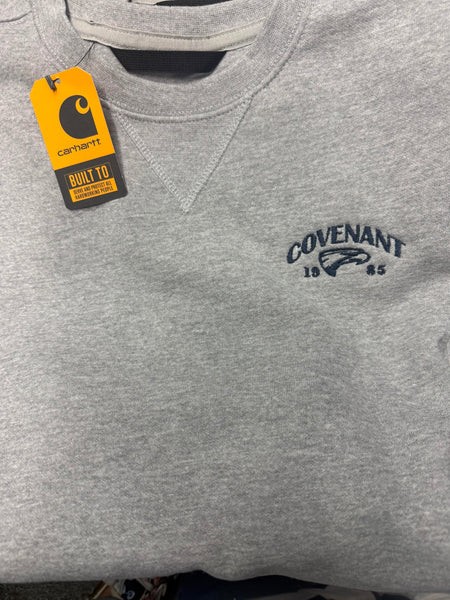 carhartt
BUILT TO
SERVE AND PROTECT ALL
HARDWORKING PEOPLE
COVENANT
19 85